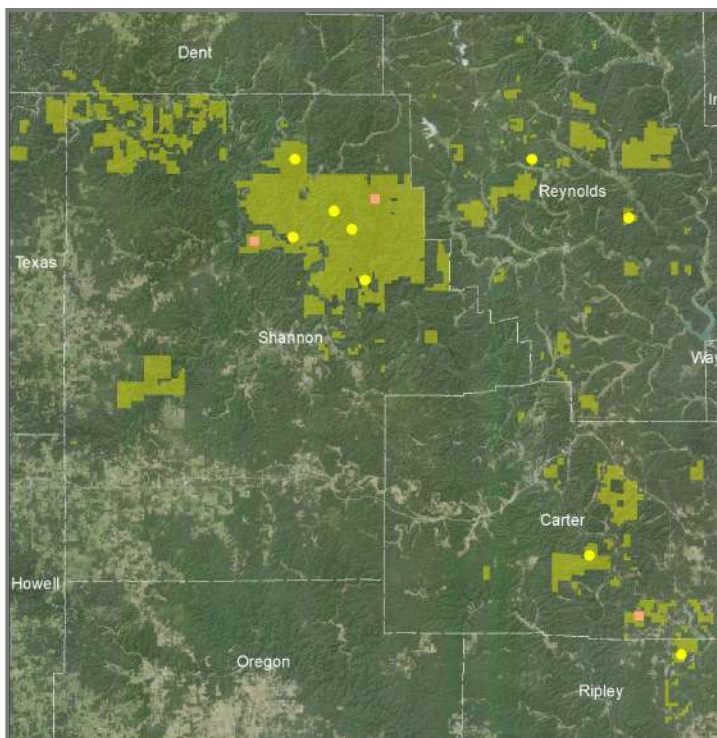 Dent
Reynolds
Texas
Shannon
Carter
Howell
Oregon
Ripley